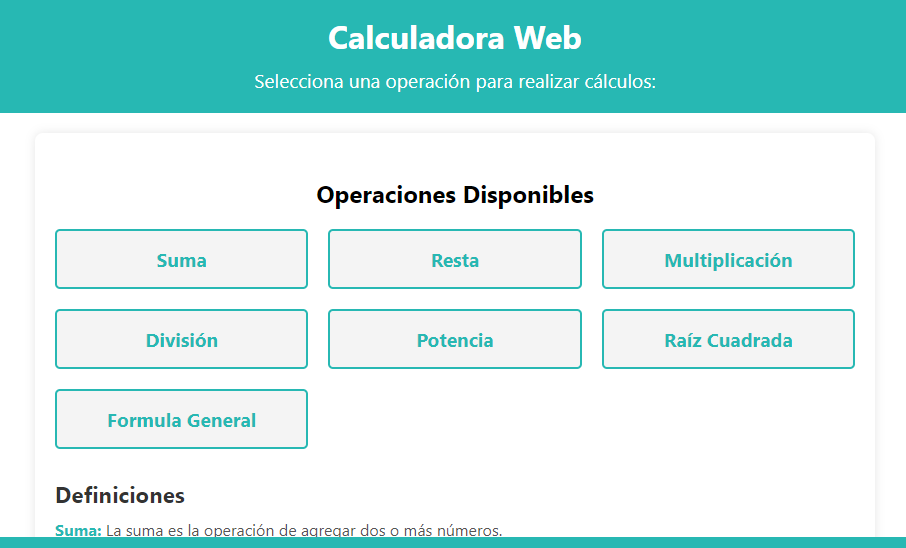 Calculadora Web
Selecciona una operación para realizar cálculos:
Operaciones Disponibles
Suma
Resta
Multiplicación
División
Potencia
Raíz Cuadrada
Formula General
Definiciones
Suma: La suma es la operación de agregar dos o más números.